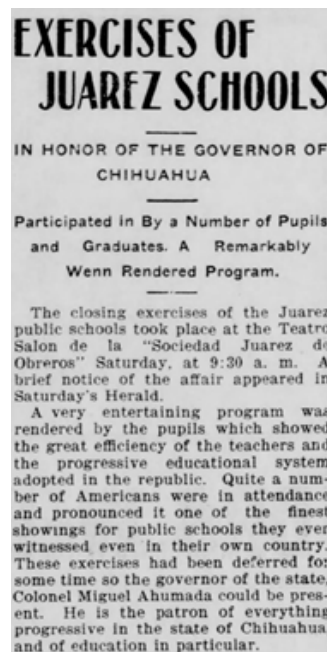 EXERCISES OF
JUAREZ SCHOOLS
IN HONOR OF THE GOVERNOR OF
CHIHUAHUA
Participated in By a Number of Pupils
and Graduates. A Remarkably
Wenn Rendered Program.
The closing exercises of the Juarez
public schools took place at the Teatro
Salon de la "Sociedad Juarez de
Obreros" Saturday, at 9:30 a. m. A
brief notice of the affair appeared in
Saturday's Herald.
A very entertaining program was
rendered by the pupils which showed
the great efficiency of the teachers and
the progressive educational system
adopted in the republic. Quite a num-
ber of Americans were in attendance
and pronounced it one of the finest
showings for public schools they ever
witnessed even in their own country.
These exercises had been deferred for
some time so the governor of the state,
Colonel Miguel Ahumada could be pres-
ent. He is the patron of everything
progressive in the state of Chihuahua
and of education in particular.